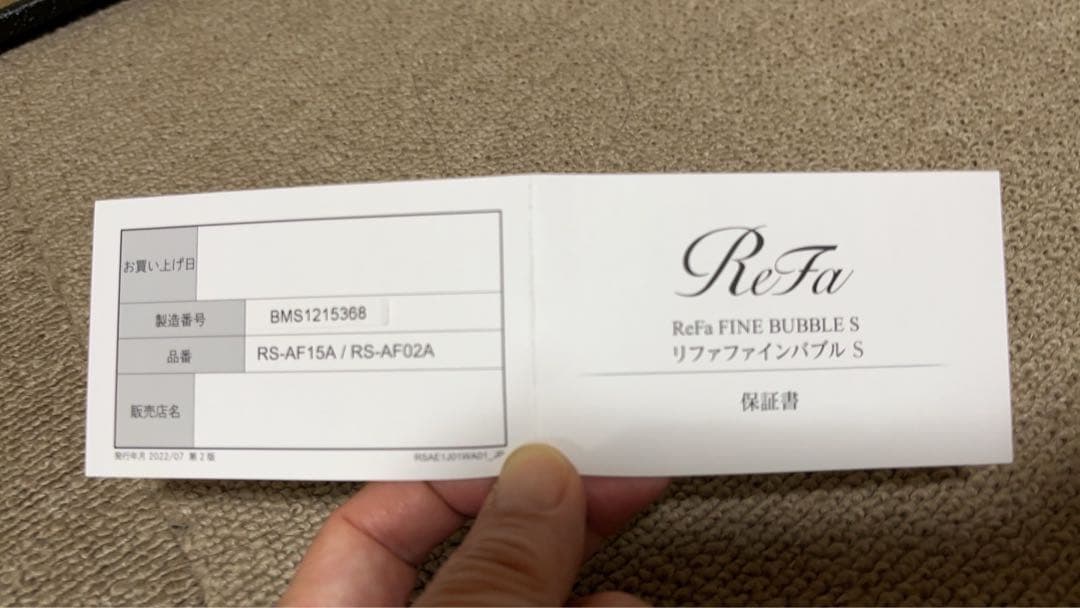 お買い上げ日
製造番号 BMS1215368
品番 RS-AF15A / RS-AF02A
販売店名
発行年月 2022/07 第2版 RSAE1J01WA01_JP
ReFa
ReFa FINE BUBBLE S
リファファインバブル S
保証書